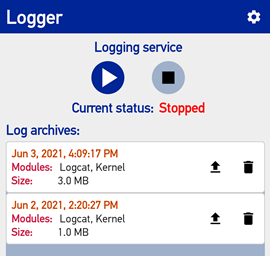 Logger
Logging service
Current status: Stopped
Log archives:
Jun 3, 2021, 4:09:17 PM
Modules: Logcat, Kernel
Size: 3.0 MB
Jun 2, 2021, 2:20:27 PM
Modules: Logcat, Kernel
Size: 1.0 MB